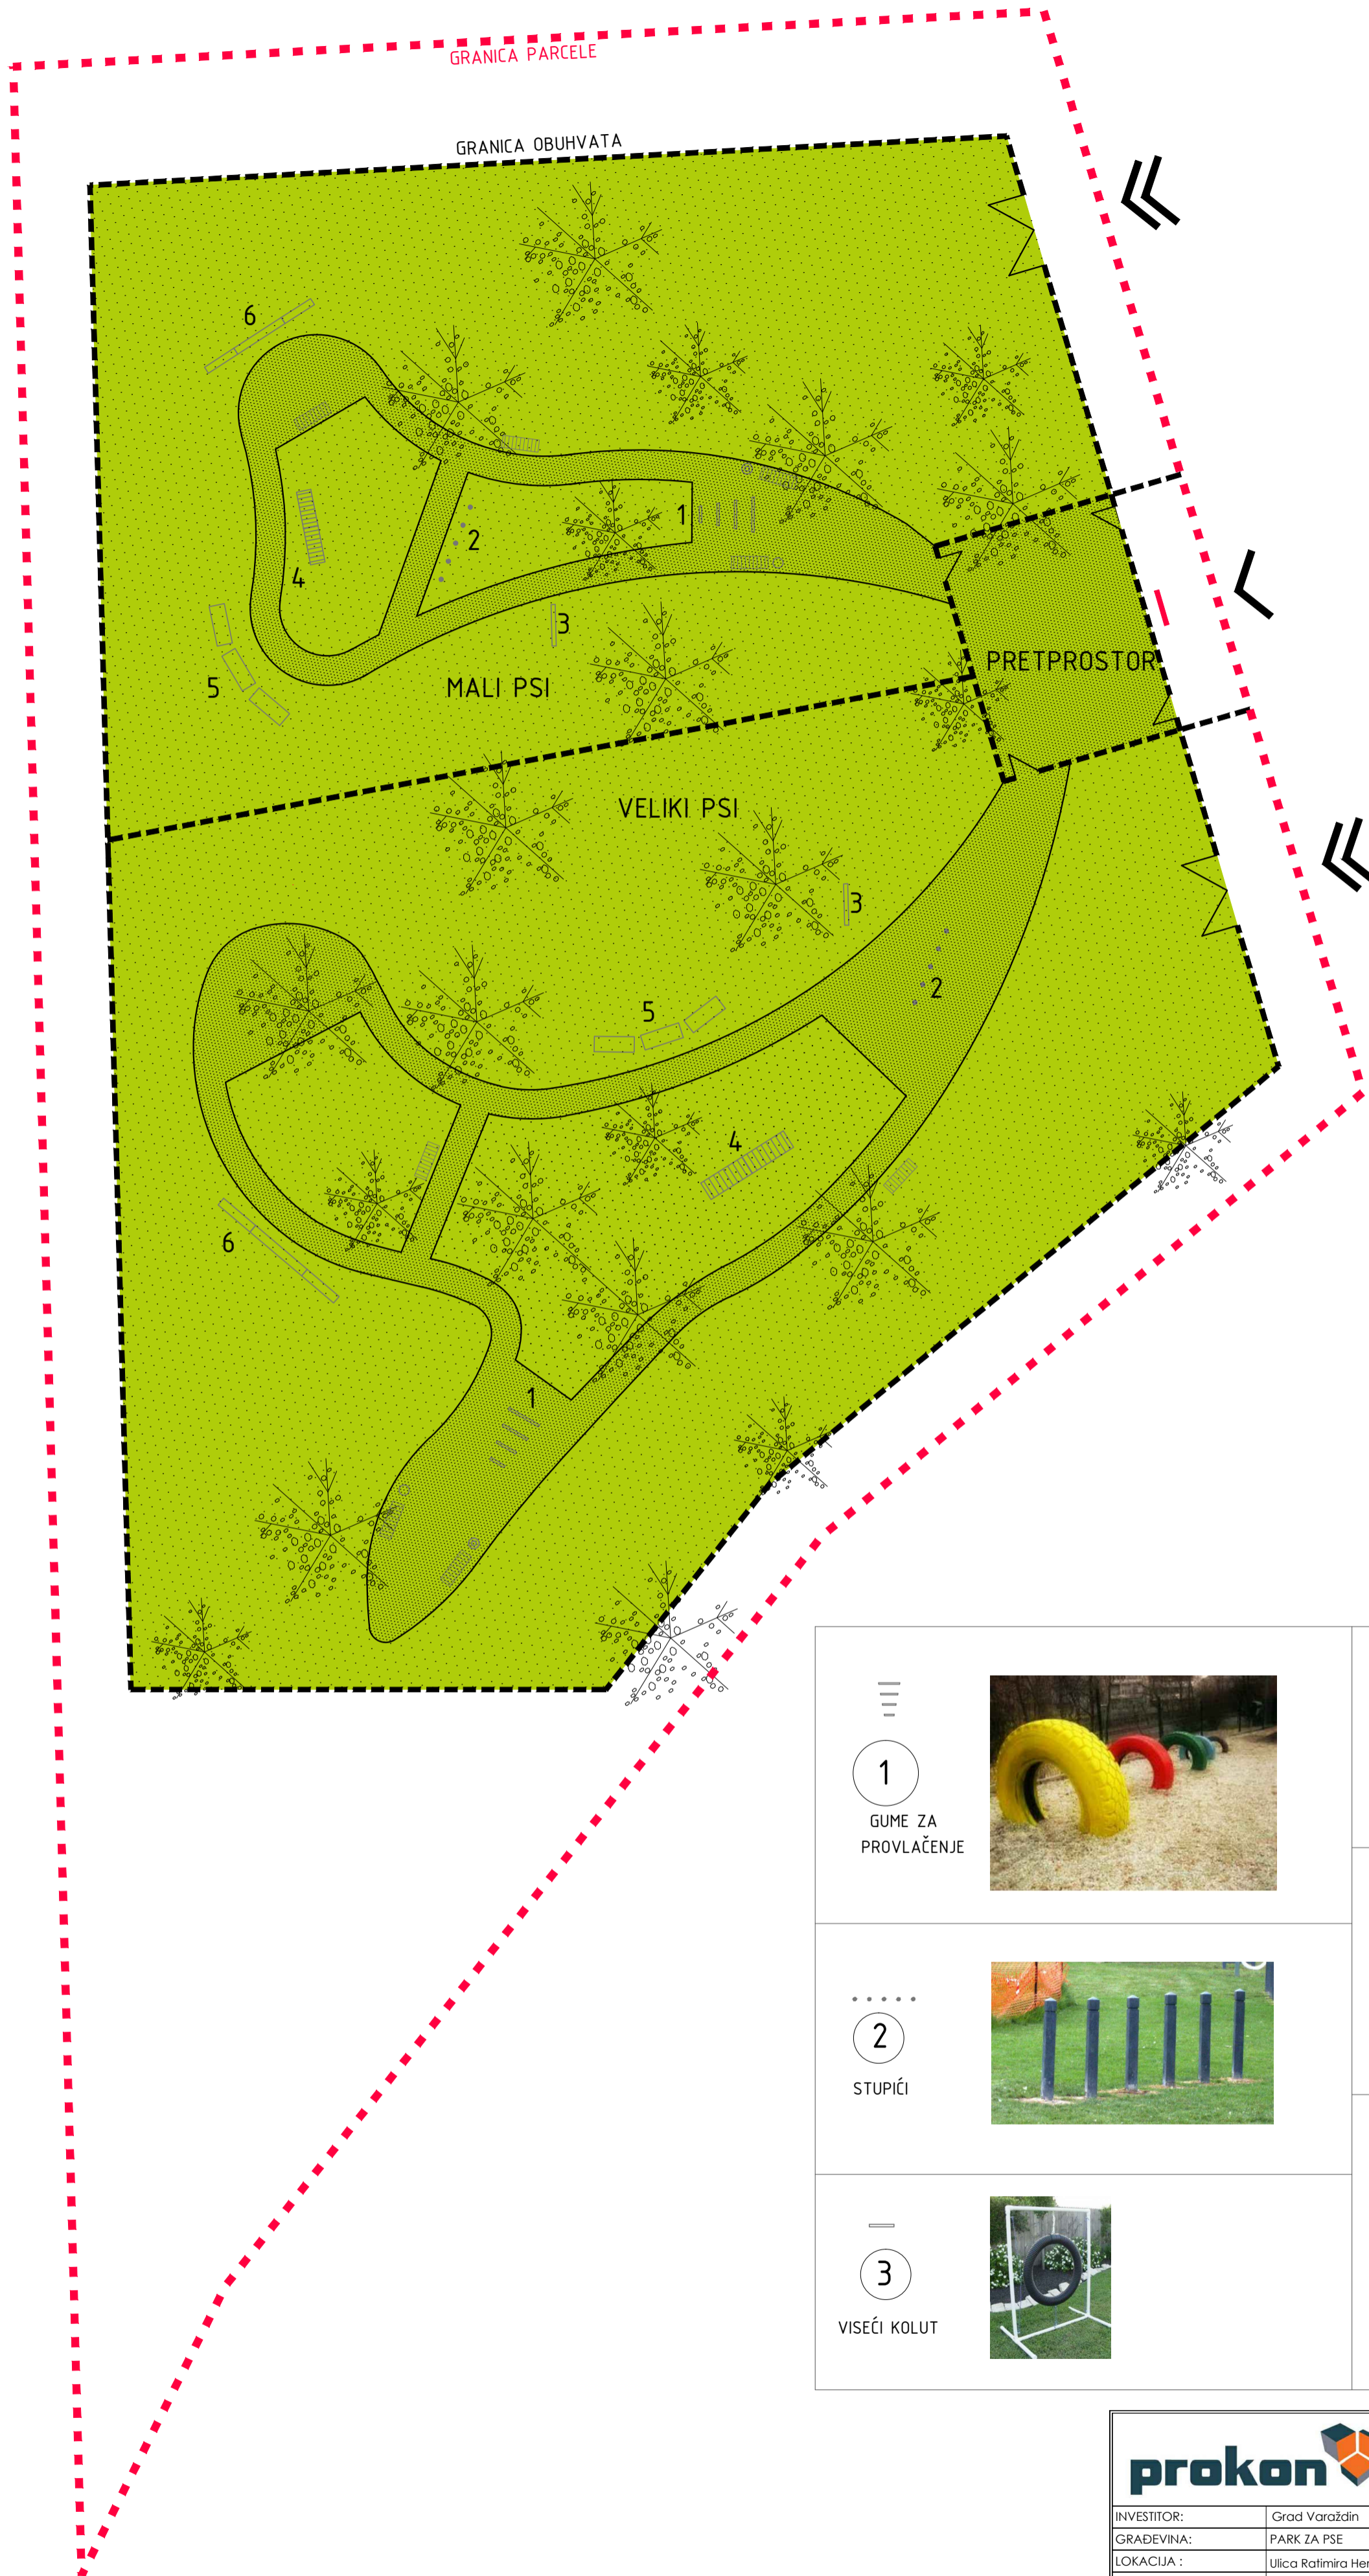 GRANICA PARCELE
GRANICA OBUHVATA
6
1
2
4
3
5
MALI PSI
PRETPROSTOR
VELIKI PSI
3
2
5
4
6
1
1
GUME ZA
PROVLAČENJE
2
STUPIĆI
3
VISEĆI KOLUT
prokon
INVESTITOR: Grad Varaždin
GRAĐEVINA: PARK ZA PSE
LOKACIJA : Ulica Ratimira